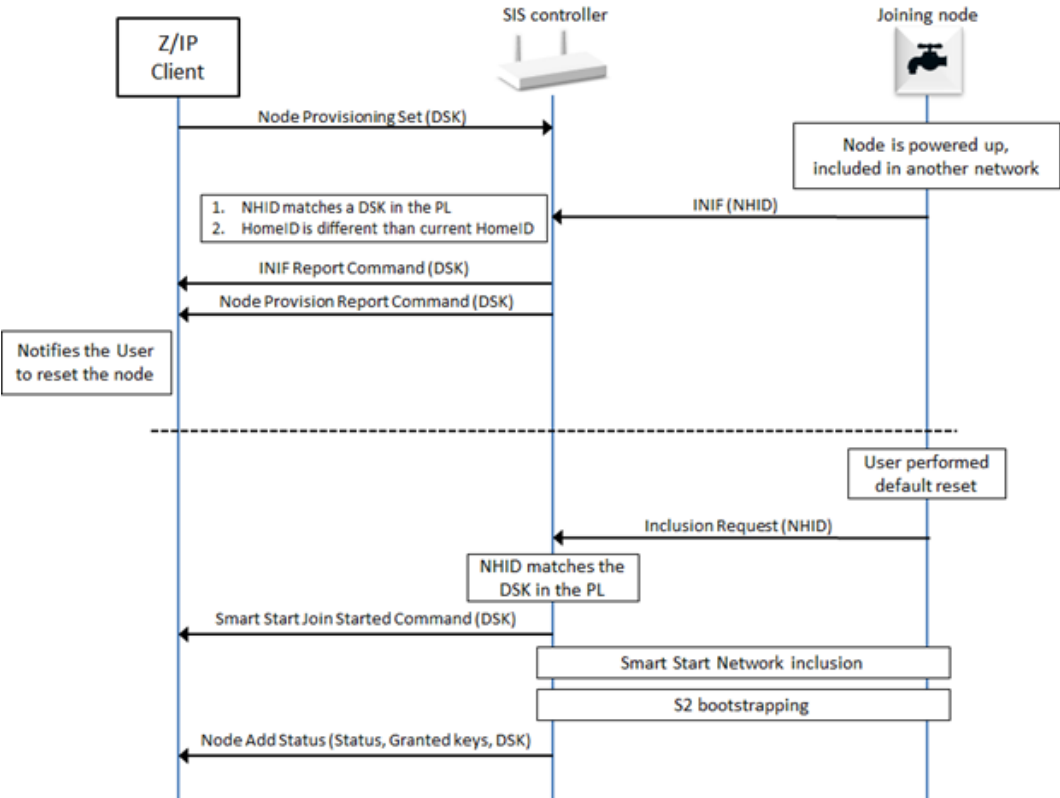 SIS controller
Joining node
Z/IP
Client
Node Provisioning Set (DSK)
Node is powered up,
included in another network
1. NHID matches a DSK in the PL
2. HomeID is different than current HomeID
INIF (NHID)
INIF Report Command (DSK)
Node Provision Report Command (DSK)
Notifies the User
to reset the node
User performed
default reset
Inclusion Request (NHID)
NHID matches the
DSK in the PL
Smart Start Join Started Command (DSK)
Smart Start Network inclusion
S2 bootstrapping
Node Add Status (Status, Granted keys, DSK)